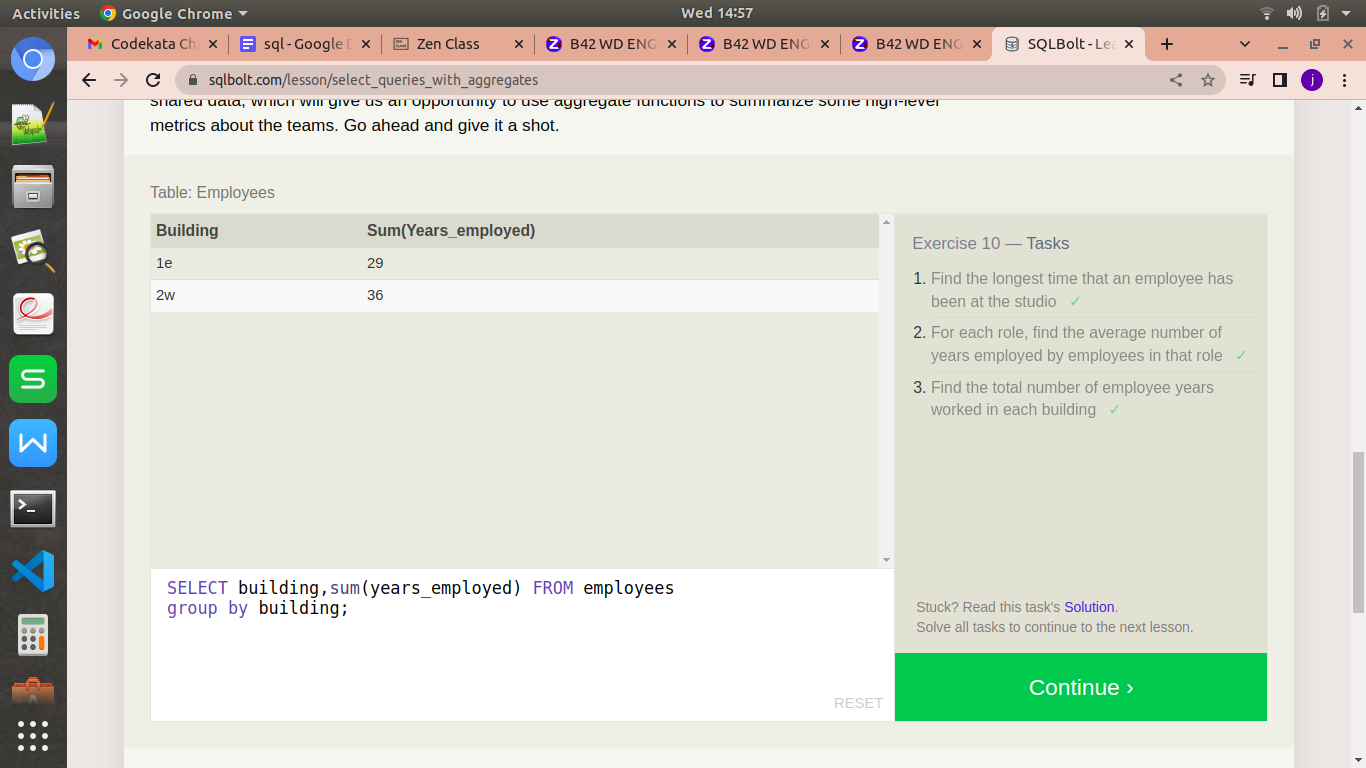 Activities
Google Chrome
Wed 14:57
Codekata Ch
sql - Google D
Zen Class
B42 WD ENG
B42 WD ENG
B42 WD ENG
SQLBolt - Lea
sqlbolt.com/lesson/select_queries_with_aggregates
j
shared data, which will give us an opportunity to use aggregate functions to summarize some high-level
metrics about the teams. Go ahead and give it a shot.
Table: Employees
Building Sum(Years_employed)
1e 29
2w 36
SELECT building,sum(years_employed) FROM employees
group by building;
RESET
Exercise 10 — Tasks
1. Find the longest time that an employee has
been at the studio ✓
2. For each role, find the average number of
years employed by employees in that role ✓
3. Find the total number of employee years
worked in each building ✓
Stuck? Read this task's Solution.
Solve all tasks to continue to the next lesson.
Continue ›